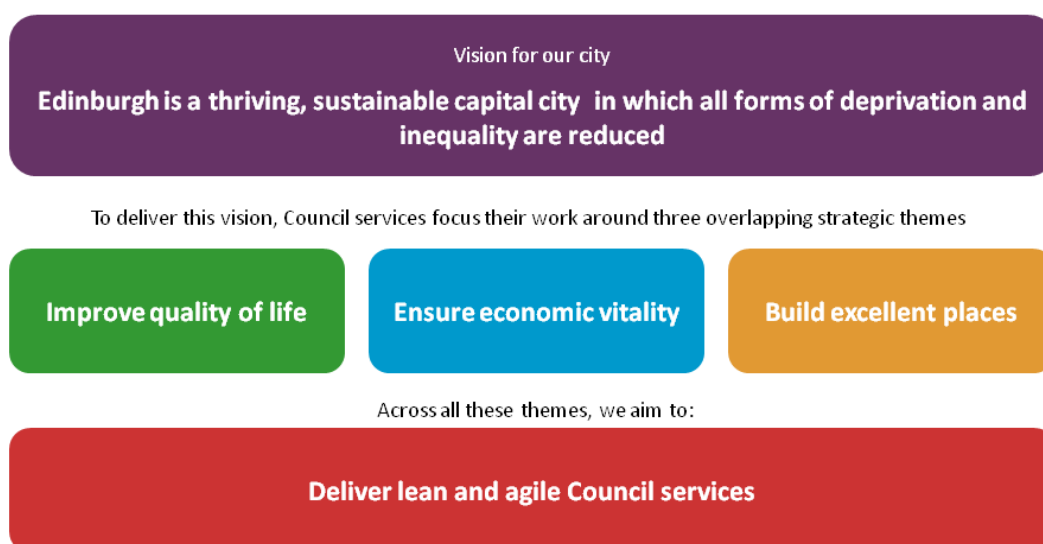 Vision for our city
Edinburgh is a thriving, sustainable capital city in which all forms of deprivation and
inequality are reduced
To deliver this vision, Council services focus their work around three overlapping strategic themes
Improve quality of life
Ensure economic vitality
Build excellent places
Across all these themes, we aim to:
Deliver lean and agile Council services